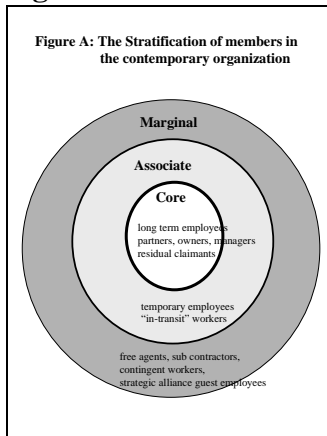 Figure A: The Stratification of members in
the contemporary organization
Marginal
Associate
Core
long term employees
partners, owners, managers
residual claimants
temporary employees
“in-transit” workers
free agents, sub contractors,
contingent workers,
strategic alliance guest employees